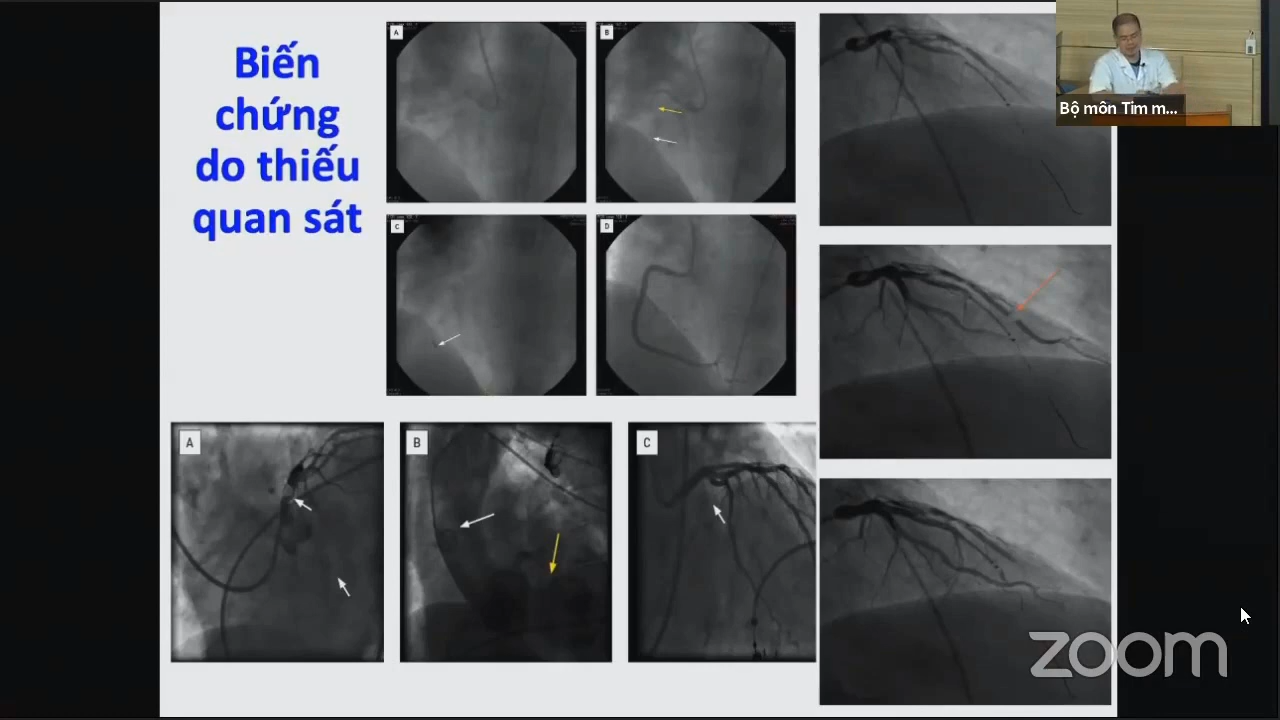 Biến
chứng
do thiếu
quan sát
A
B
C
D
A
B
C
Bộ môn Tim m...
zoom